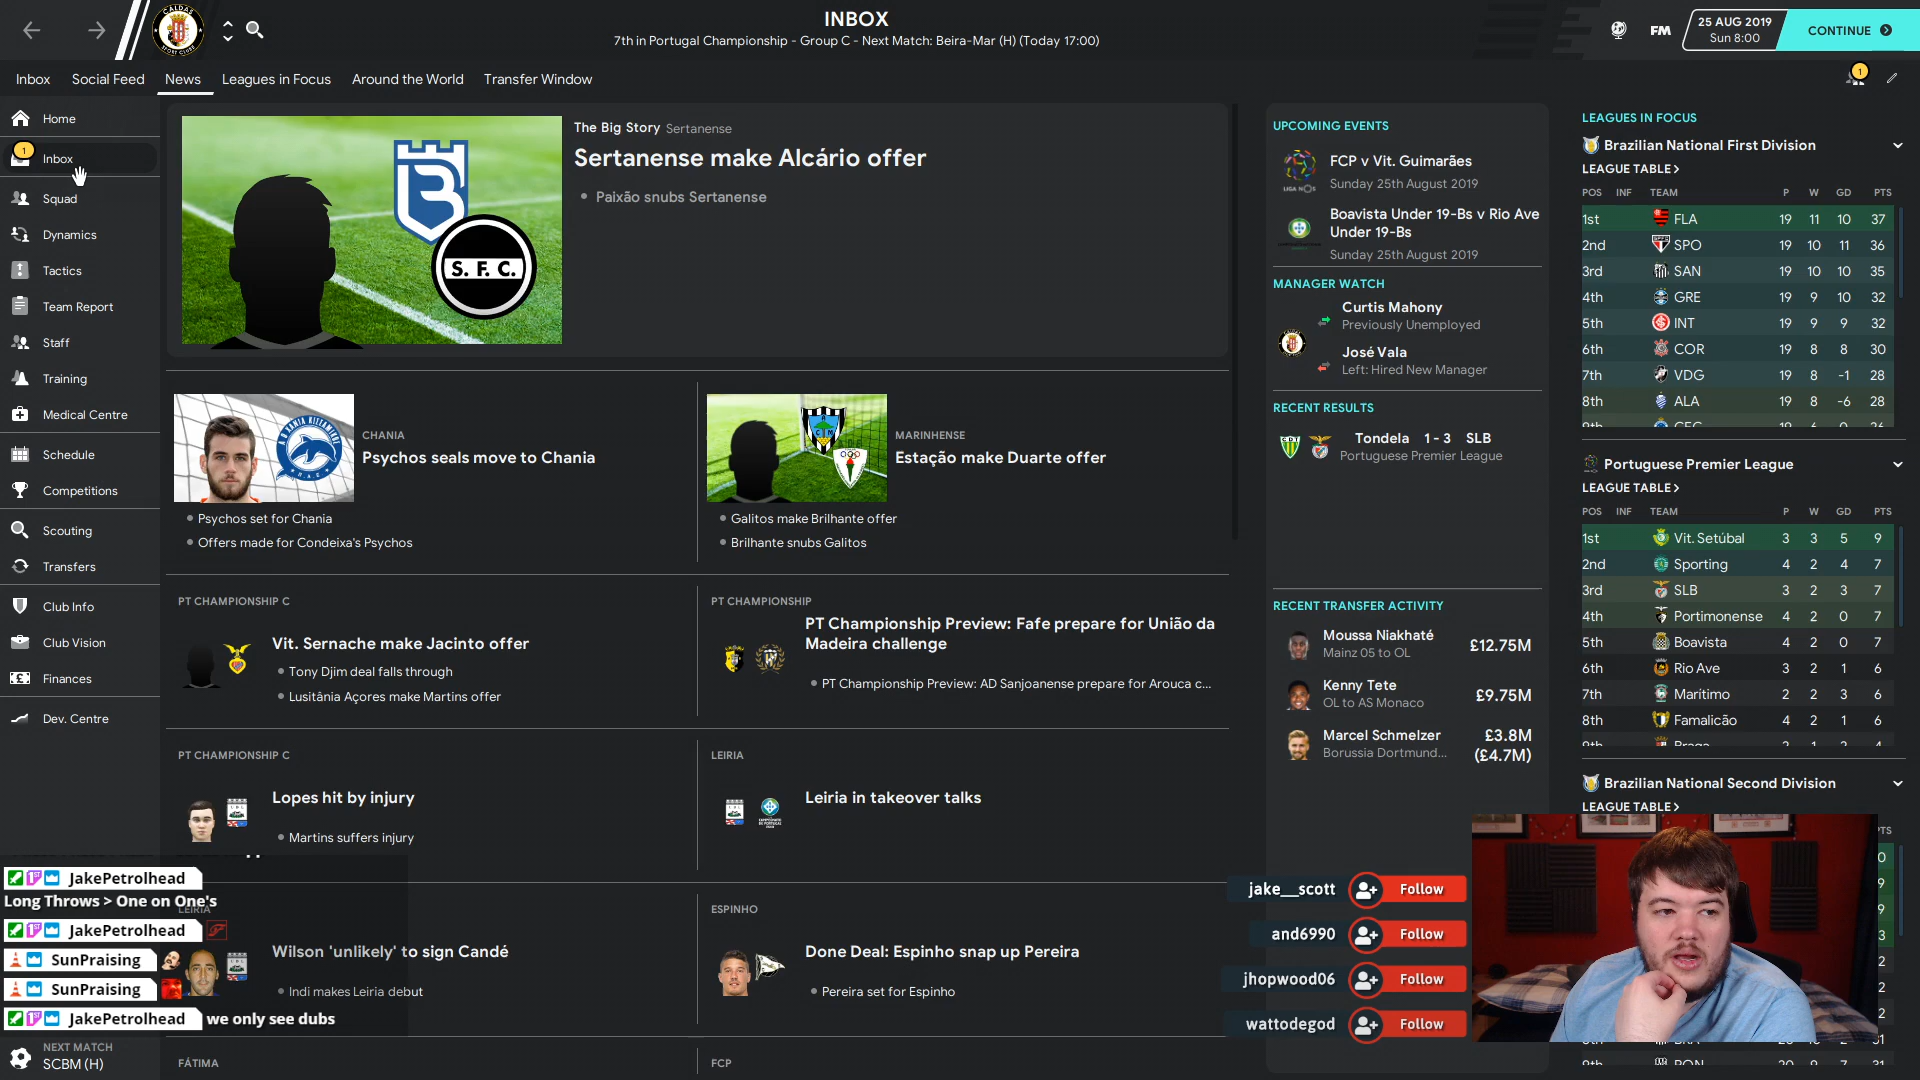 INBOX
7th in Portugal Championship - Group C - Next Match: Beira-Mar (H) (Today 17:00)
FM
25 AUG 2019
Sun 8:00
CONTINUE
Inbox
Social Feed
News
Leagues in Focus
Around the World
Transfer Window
1
Home
1
Inbox
Squad
Dynamics
Tactics
Team Report
Staff
Training
Medical Centre
Schedule
Competitions
Scouting
Transfers
Club Info
Club Vision
Finances
Dev. Centre
NEXT MATCH
SCBM (H)
S. F. C.
The Big Story Sertanense
Sertanense make Alcário offer
Paixão snubs Sertanense
CHANIA
Psychos seals move to Chania
Psychos set for Chania
Offers made for Condeixa's Psychos
MARINHENSE
Estação make Duarte offer
Galitos make Brilhante offer
Brilhante snubs Galitos
PT CHAMPIONSHIP C
Vit. Sernache make Jacinto offer
Tony Djim deal falls through
Lusitânia Açores make Martins offer
PT CHAMPIONSHIP
PT Championship Preview: Fafe prepare for União da
Madeira challenge
PT Championship Preview: AD Sanjoanense prepare for Arouca c...
PT CHAMPIONSHIP C
Lopes hit by injury
Martins suffers injury
LEIRIA
Leiria in takeover talks
LEIRIA
Wilson 'unlikely' to sign Candé
Indi makes Leiria debut
ESPINHO
Done Deal: Espinho snap up Pereira
Pereira set for Espinho
FÁTIMA
FCP
JakePetrolhead
Long Throws > One on One's
JakePetrolhead
SunPraising
SunPraising
JakePetrolhead we only see dubs
UPCOMING EVENTS
FCP v Vit. Guimarães
Sunday 25th August 2019
Boavista Under 19-Bs v Rio Ave
Under 19-Bs
Sunday 25th August 2019
MANAGER WATCH
Curtis Mahony
Previously Unemployed
José Vala
Left: Hired New Manager
RECENT RESULTS
Tondela 1 - 3 SLB
Portuguese Premier League
RECENT TRANSFER ACTIVITY
Moussa Niakhaté £12.75M
Mainz 05 to OL
Kenny Tete £9.75M
OL to AS Monaco
Marcel Schmelzer £3.8M
Borussia Dortmund... (£4.7M)
jake__scott Follow
and6990 Follow
jhopwood06 Follow
wattodegod Follow
LEAGUES IN FOCUS
Brazilian National First Division
LEAGUE TABLE >
POS INF TEAM P W GD PTS
1st FLA 19 11 10 37
2nd SPO 19 10 11 36
3rd SAN 19 10 10 35
4th GRE 19 9 10 32
5th INT 19 9 9 32
6th COR 19 8 8 30
7th VDG 19 8 -1 28
8th ALA 19 8 -6 28
Portuguese Premier League
LEAGUE TABLE >
POS INF TEAM P W GD PTS
1st Vit. Setúbal 3 3 5 9
2nd Sporting 4 2 4 7
3rd SLB 3 2 3 7
4th Portimonense 4 2 0 7
5th Boavista 4 2 0 7
6th Rio Ave 3 2 1 6
7th Marítimo 2 2 3 6
8th Famalicão 4 2 1 6
9th Braga
Brazilian National Second Division
LEAGUE TABLE >